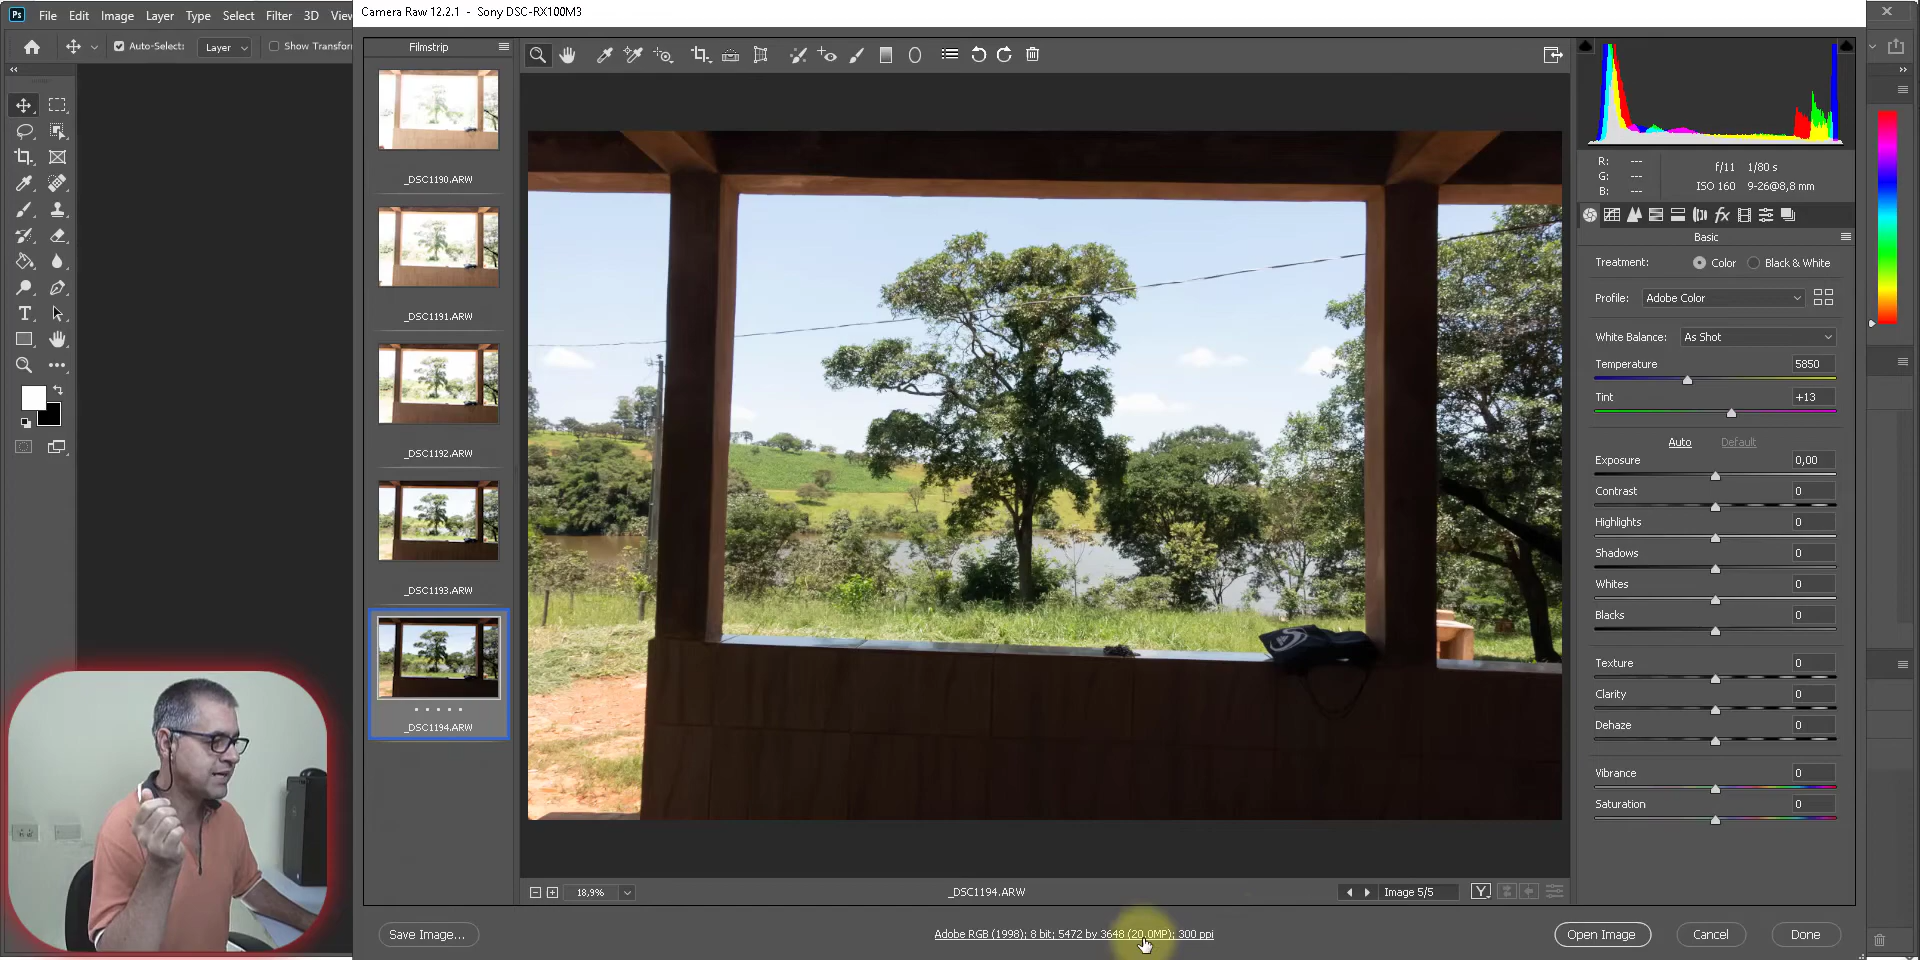 Camera Raw 12.2.1 - Sony DSC-RX100M3
Ps File Edit Image Layer Type Select Filter 3D
Auto-Select: Layer Show Transfor
Filmstrip
_DSC1190.ARW
_DSC1191.ARW
_DSC1192.ARW
_DSC1193.ARW
_DSC1194.ARW
R: ---
G: ---
B: ---
f/11 1/80 s
ISO 160 9-26@8,8 mm
Basic
Treatment: Color Black & White
Profile: Adobe Color
White Balance: As Shot
Temperature 5850
Tint +13
Auto Default
Exposure 0,00
Contrast 0
Highlights 0
Shadows 0
Whites 0
Blacks 0
Texture 0
Clarity 0
Dehaze 0
Vibrance 0
Saturation 0
18,9% _DSC1194.ARW Image 5/5 Y
Save Image... Adobe RGB (1998); 8 bit; 5472 by 3648 (20,0MP); 300 ppi Open Image Cancel Done